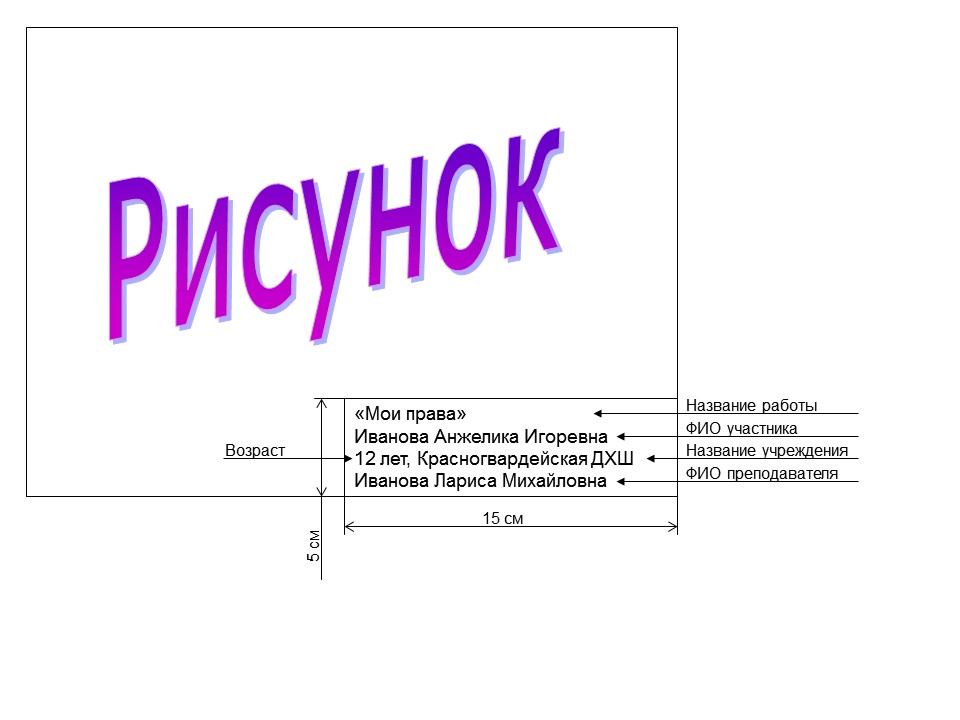 Рисунок
«Мои права»
Название работы
Иванова Анжелика Игоревна
ФИО участника
Возраст
12 лет, Красногвардейская ДХШ
Название учреждения
Иванова Лариса Михайловна
ФИО преподавателя
15 см
5 см